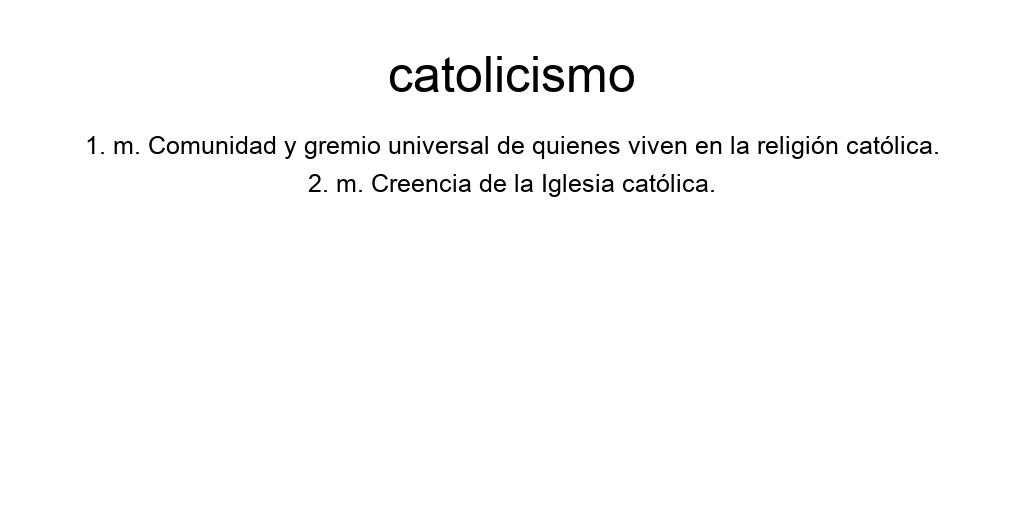 catolicismo
1. m. Comunidad y gremio universal de quienes viven en la religión católica.
2. m. Creencia de la Iglesia católica.